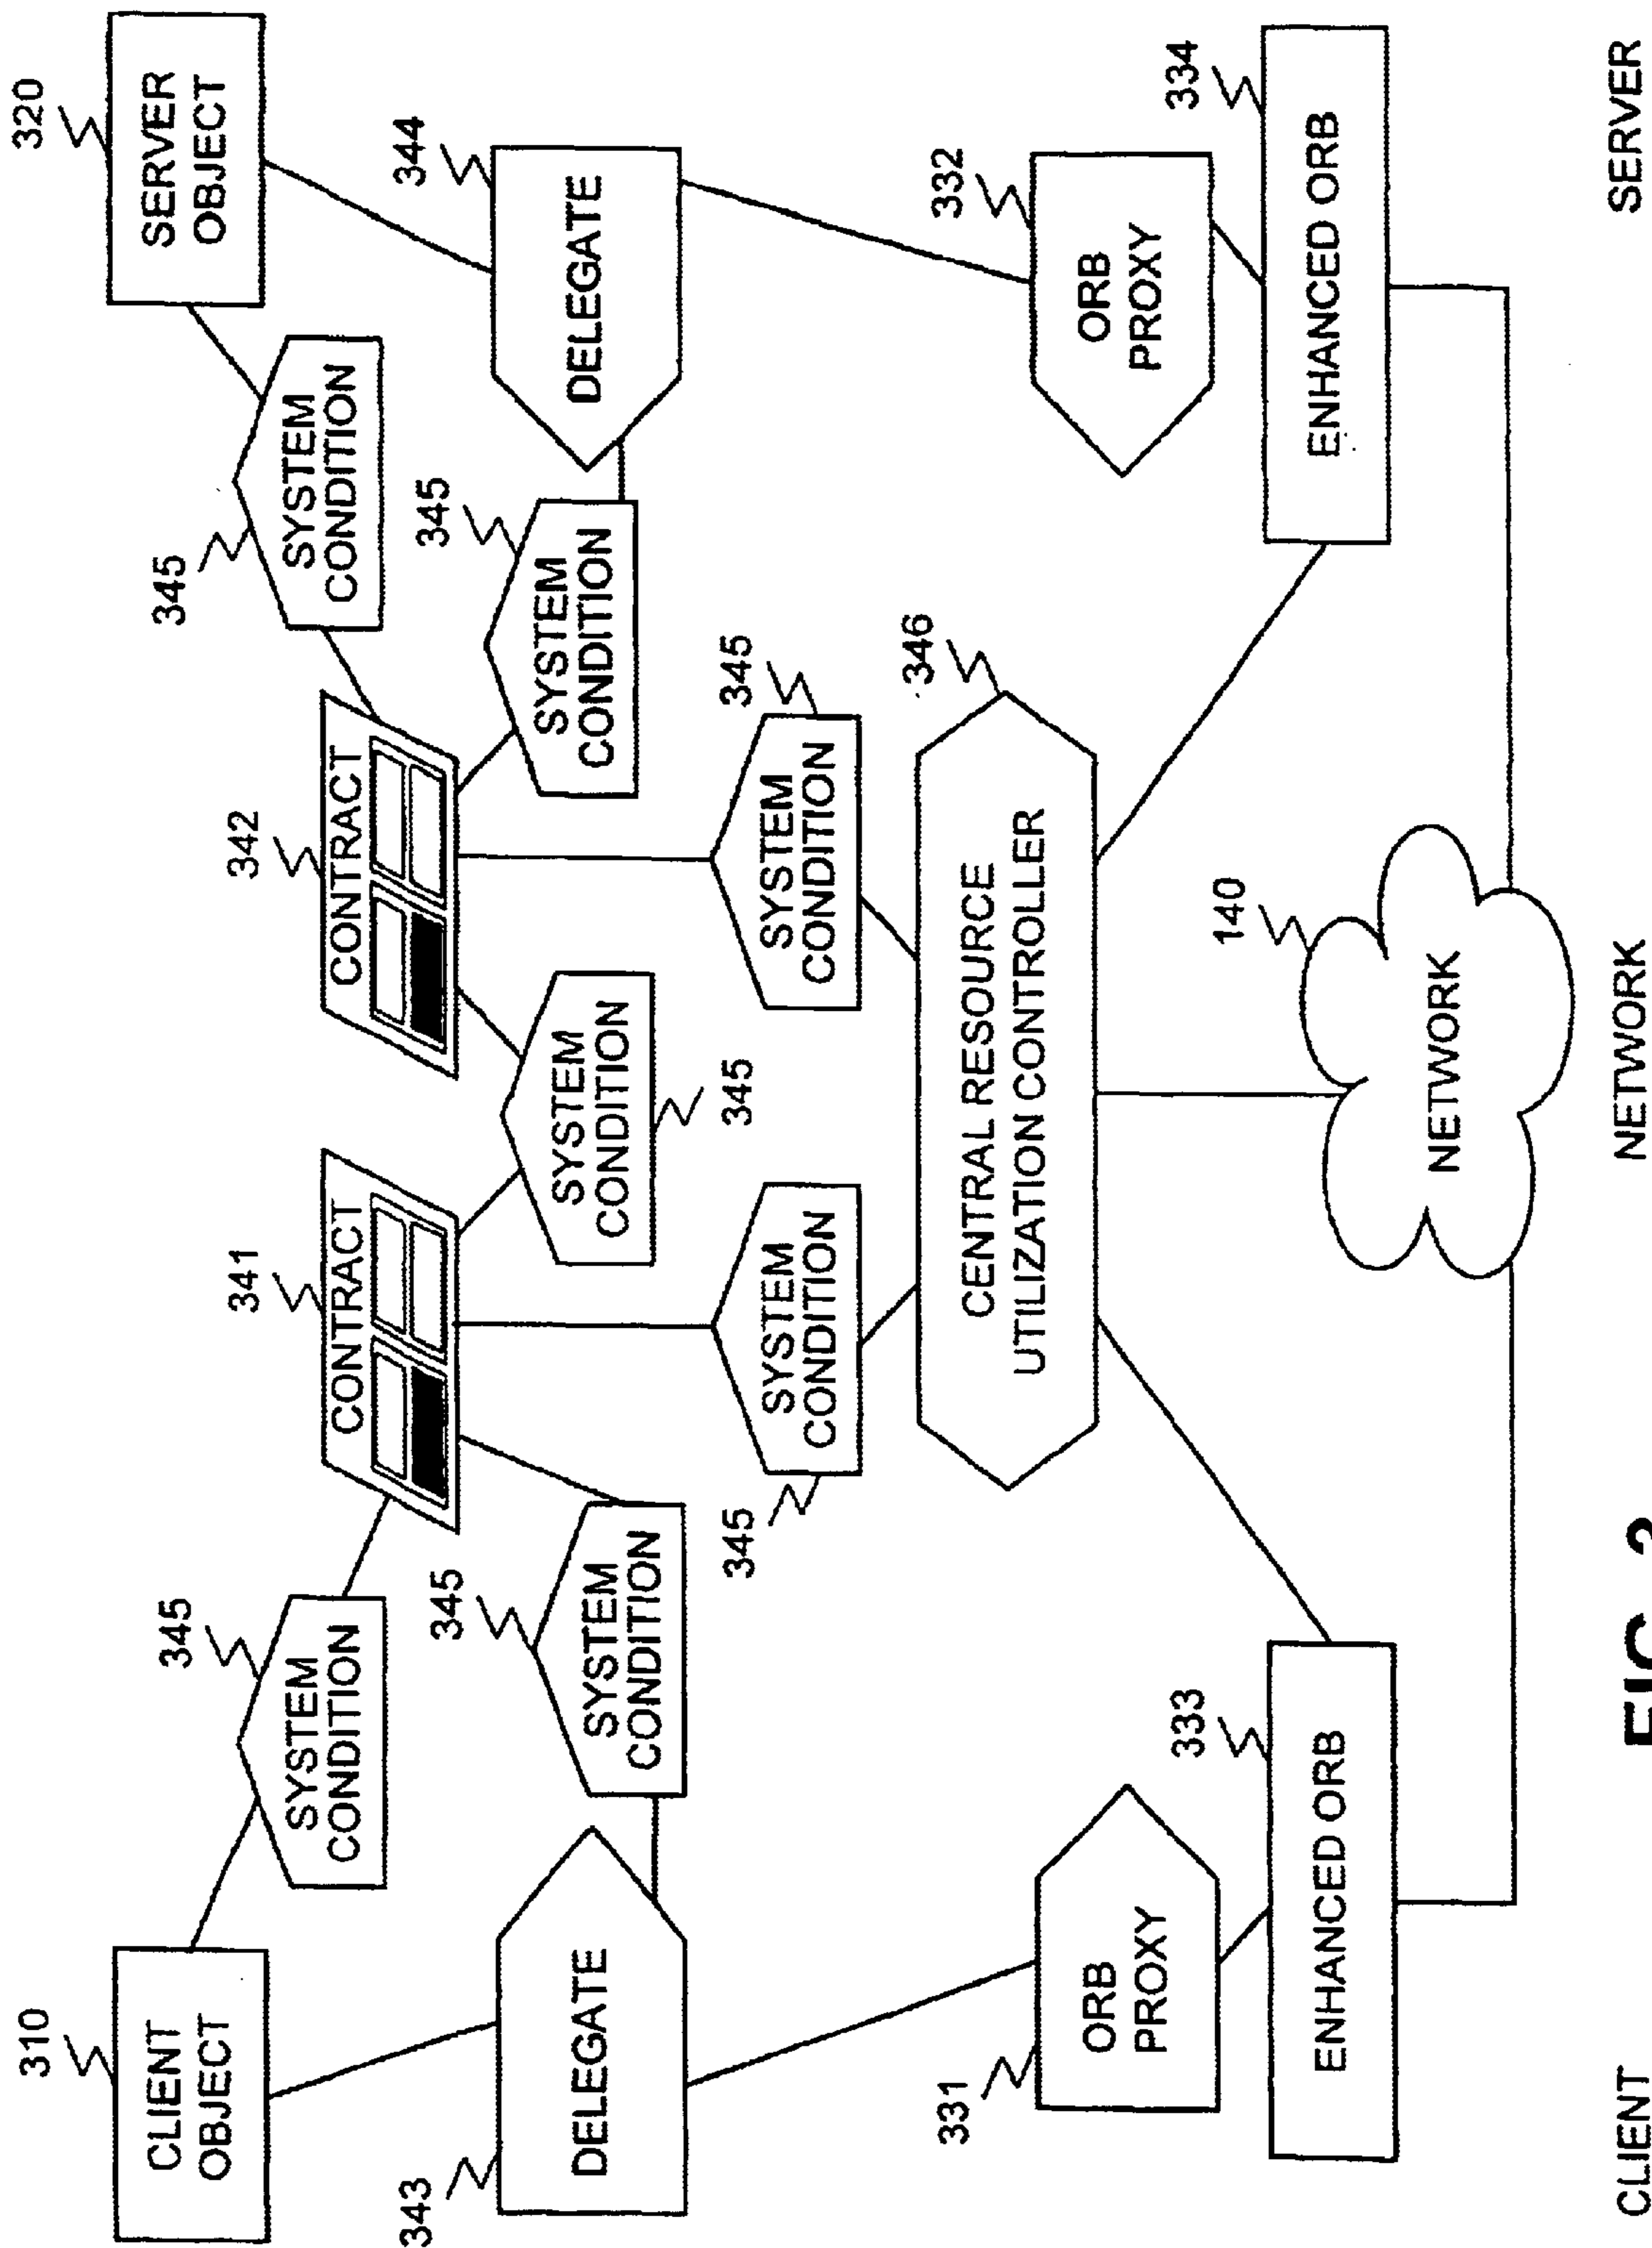 310
CLIENT
OBJECT
345
SYSTEM
CONDITION
341
CONTRACT
342
CONTRACT
345
SYSTEM
CONDITION
320
SERVER
OBJECT
343
DELEGATE
345
SYSTEM
CONDITION
SYSTEM
CONDITION
345
345
SYSTEM
CONDITION
344
DELEGATE
345
SYSTEM
CONDITION
345
SYSTEM
CONDITION
331
ORB
PROXY
346
CENTRAL RESOURCE
UTILIZATION CONTROLLER
332
ORB
PROXY
333
ENHANCED ORB
140
NETWORK
334
ENHANCED ORB
CLIENT
NETWORK
SERVER